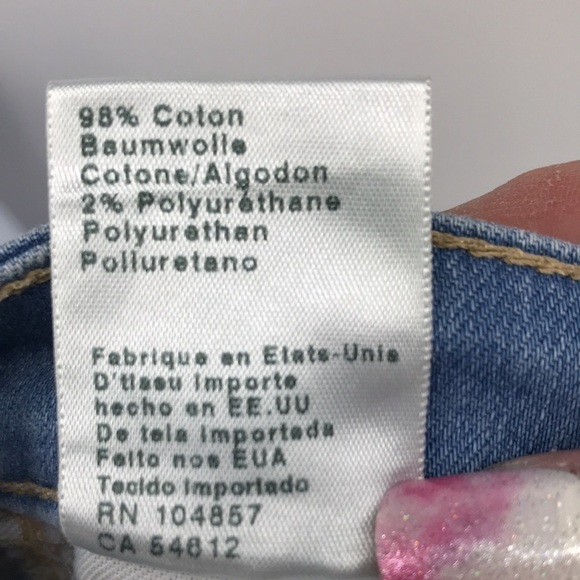 98% Coton
Baumwolle
Cotone/Algodon
2% Polyuréthane
Polyurethan
Poliuretano
Fabrique en Etats-Unis
D'tissu importe
hecho en EE.UU
De tela importada
Feito nos EUA
Tecido importado
RN 104857
CA 54612